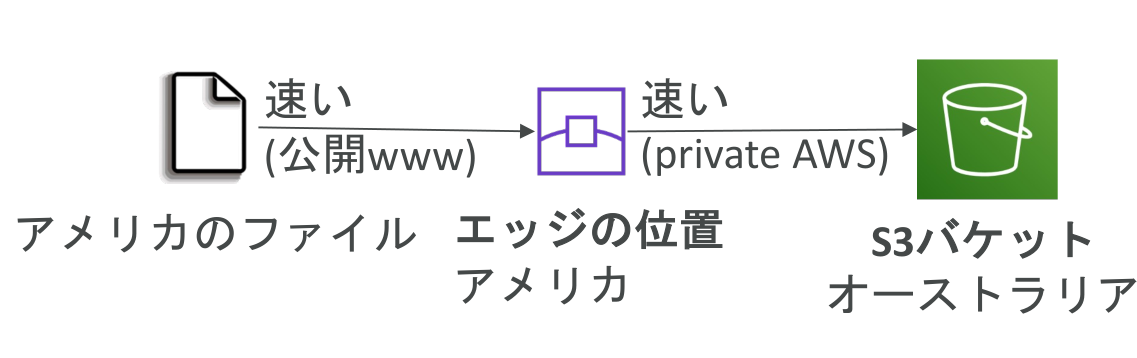 速い
(公開www)
速い
(private AWS)
アメリカのファイル
エッジの位置
アメリカ
S3バケット
オーストラリア